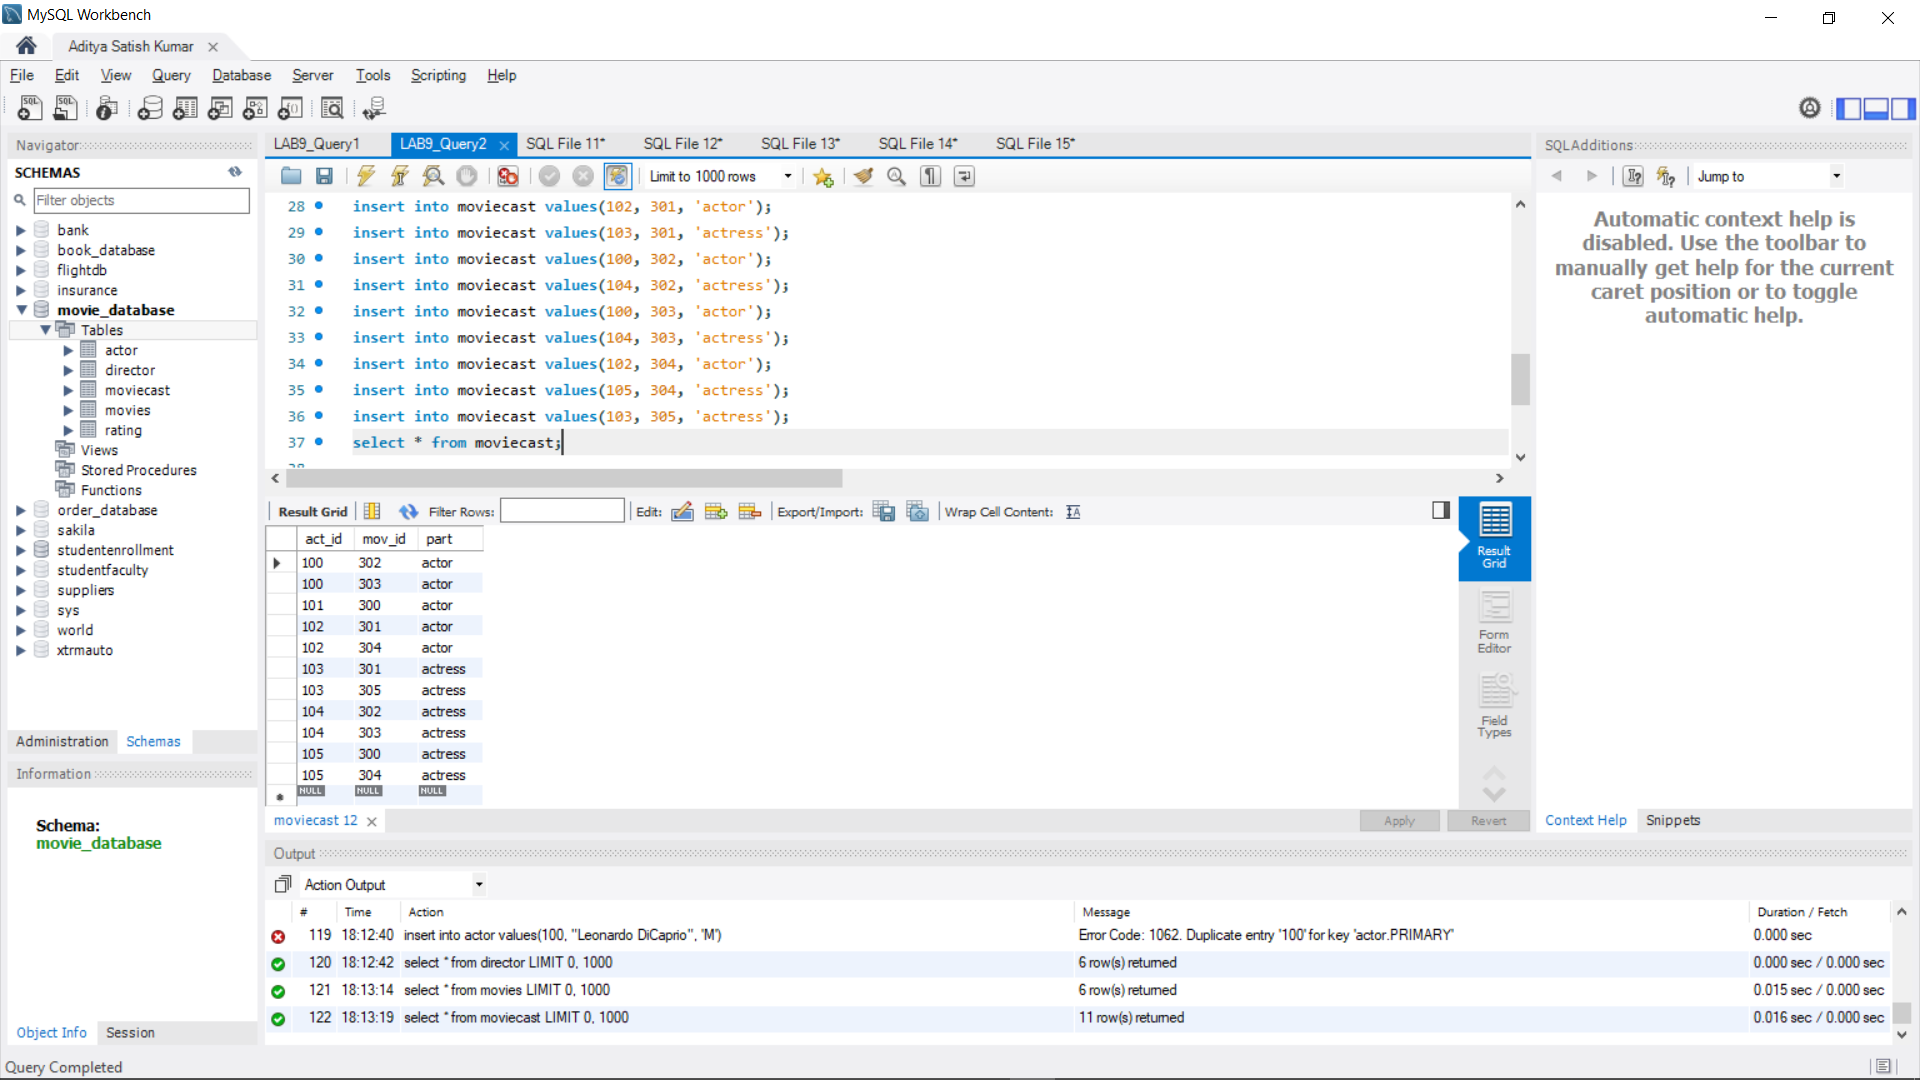 MySQL Workbench
Aditya Satish Kumar
File Edit View Query Database Server Tools Scripting Help
Navigator
SCHEMAS
Filter objects
bank
book_database
flightdb
insurance
movie_database
Tables
actor
director
moviecast
movies
rating
Views
Stored Procedures
Functions
order_database
sakila
studentenrollment
studentfaculty
suppliers
sys
world
xtrmauto
Administration Schemas
Information
Schema:
movie_database
Object Info Session
LAB9_Query1 LAB9_Query2 SQL File 11* SQL File 12* SQL File 13* SQL File 14* SQL File 15*
Limit to 1000 rows
28 insert into moviecast values(102, 301, 'actor');
29 insert into moviecast values(103, 301, 'actress');
30 insert into moviecast values(100, 302, 'actor');
31 insert into moviecast values(104, 302, 'actress');
32 insert into moviecast values(100, 303, 'actor');
33 insert into moviecast values(104, 303, 'actress');
34 insert into moviecast values(102, 304, 'actor');
35 insert into moviecast values(105, 304, 'actress');
36 insert into moviecast values(103, 305, 'actress');
37 select * from moviecast;
38
Result Grid Filter Rows: Edit: Export/Import: Wrap Cell Content:
act_id mov_id part
100 302 actor
100 303 actor
101 300 actor
102 301 actor
102 304 actor
103 301 actress
103 305 actress
104 302 actress
104 303 actress
105 300 actress
105 304 actress
NULL NULL NULL
Result
Grid
Form
Editor
Field
Types
moviecast 12
Apply Revert
SQLAdditions
Jump to
Automatic context help is
disabled. Use the toolbar to
manually get help for the current
caret position or to toggle
automatic help.
Context Help Snippets
Output
Action Output
# Time Action Message Duration / Fetch
119 18:12:40 insert into actor values(100, "Leonardo DiCaprio", 'M') Error Code: 1062. Duplicate entry '100' for key 'actor.PRIMARY' 0.000 sec
120 18:12:42 select * from director LIMIT 0, 1000 6 row(s) returned 0.000 sec / 0.000 sec
121 18:13:14 select * from movies LIMIT 0, 1000 6 row(s) returned 0.015 sec / 0.000 sec
122 18:13:19 select * from moviecast LIMIT 0, 1000 11 row(s) returned 0.016 sec / 0.000 sec
Query Completed